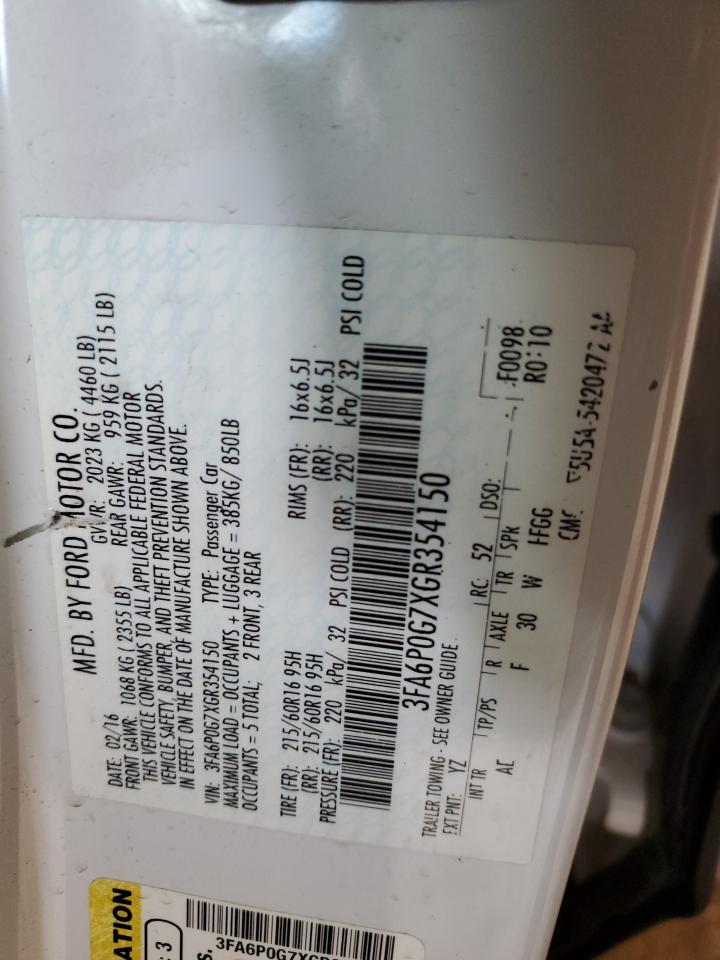 MFD. BY FORD MOTOR CO.
DATE: 02/16 GVWR: 2023 KG ( 4460 LB)
FRONT GAWR: 1068 KG ( 2355 LB) REAR GAWR: 959 KG ( 2115 LB)
THIS VEHICLE CONFORMS TO ALL APPLICABLE FEDERAL MOTOR
VEHICLE SAFETY, BUMPER, AND THEFT PREVENTION STANDARDS.
IN EFFECT ON THE DATE OF MANUFACTURE SHOWN ABOVE.
VIN: 3FA6P0G7XGR354150 TYPE: Passenger Car
MAXIMUM LOAD = OCCUPANTS + LUGGAGE = 385KG/ 850LB
OCCUPANTS = 5 TOTAL; 2 FRONT, 3 REAR
TIRE (FR): 215/60R16 95H RIMS (FR): 16x6.5J
(RR): 215/60R16 95H (RR): 16x6.5J
PRESSURE (FR): 220 kPa/ 32 PSI COLD (RR): 220 kPa/ 32 PSI COLD
3FA6P0G7XGR354150
TRAILER TOWING - SEE OWNER GUIDE.
EXT PNT: YZ RC: 52 DSO:
INT TR TP/PS R AXLE TR SPR F0098
AC F 30 W R0:10
5420472
3
ATION
S.
3FA6P0G7XGR